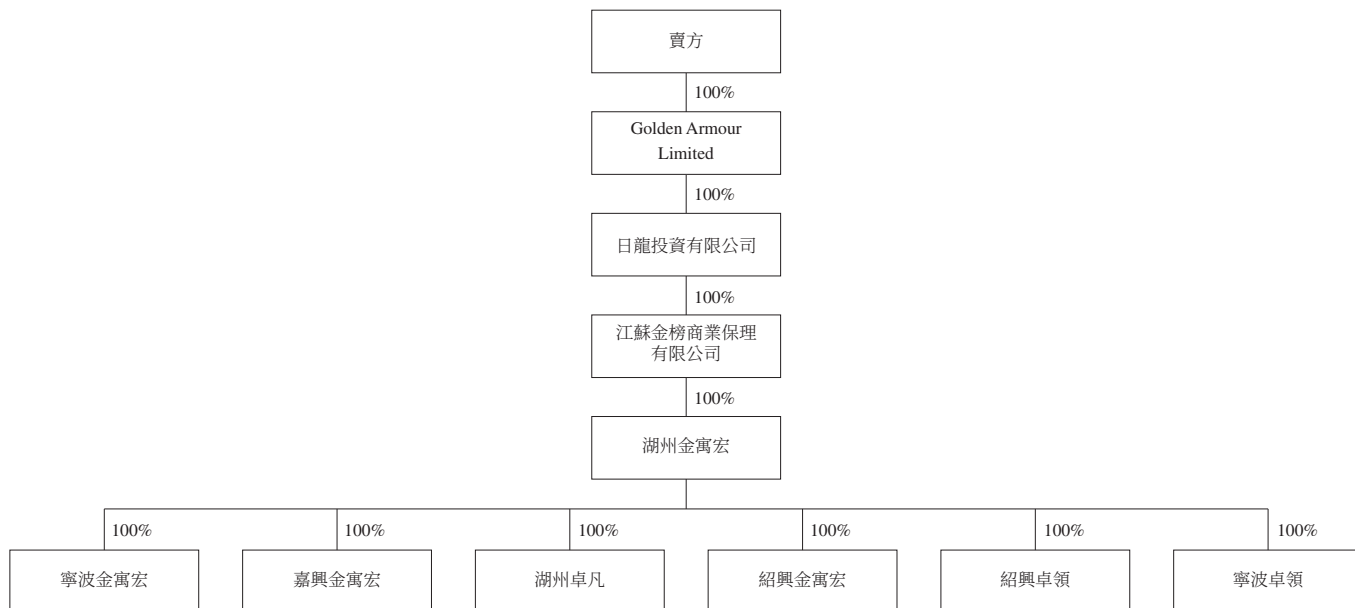 賣方
100%
Golden Armour
Limited
100%
日龍投資有限公司
100%
江蘇金榜商業保理
有限公司
100%
湖州金寓宏
100% 100% 100% 100% 100% 100%
寧波金寓宏 嘉興金寓宏 湖州卓凡 紹興金寓宏 紹興卓領 寧波卓領